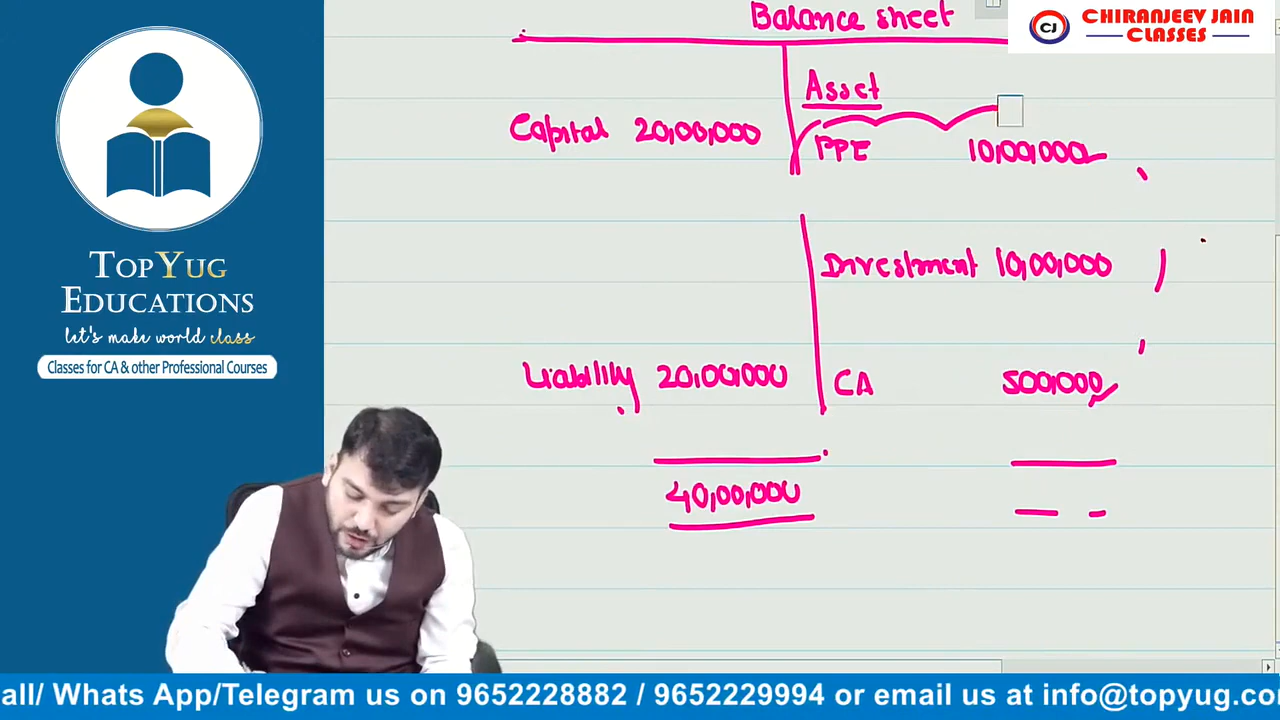 Balance sheet
CHIRANJEEV JAIN
CLASSES
CJ
Asset
Capital 20,00,000
PPE 10,00,000
Investment 10,00,000
Liability 20,00,000
CA 500,000
40,00,000
TOPYUG
EDUCATIONS
let's make world class
Classes for CA & other Professional Courses
all/ Whats App/Telegram us on 9652228882 / 9652229994 or email us at info@topyug.co